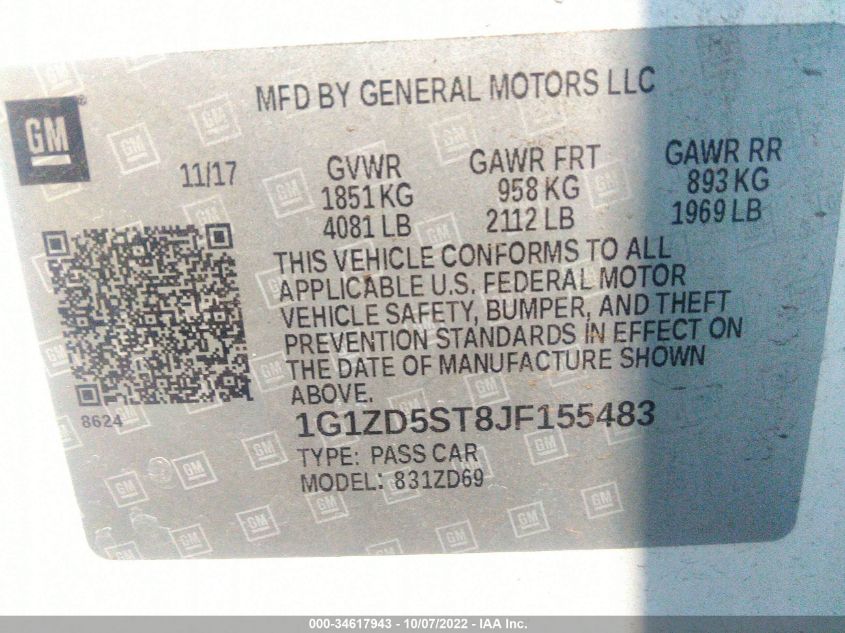 MFD BY GENERAL MOTORS LLC
GM ®
11/17
GVWR GAWR FRT GAWR RR
1851 KG 958 KG 893 KG
4081 LB 2112 LB 1969 LB
THIS VEHICLE CONFORMS TO ALL
APPLICABLE U.S. FEDERAL MOTOR
VEHICLE SAFETY, BUMPER, AND THEFT
PREVENTION STANDARDS IN EFFECT ON
THE DATE OF MANUFACTURE SHOWN
ABOVE.
8624
1G1ZD5ST8JF155483
TYPE: PASS CAR
MODEL: 831ZD69
000-34617943 - 10/07/2022 - IAA Inc.